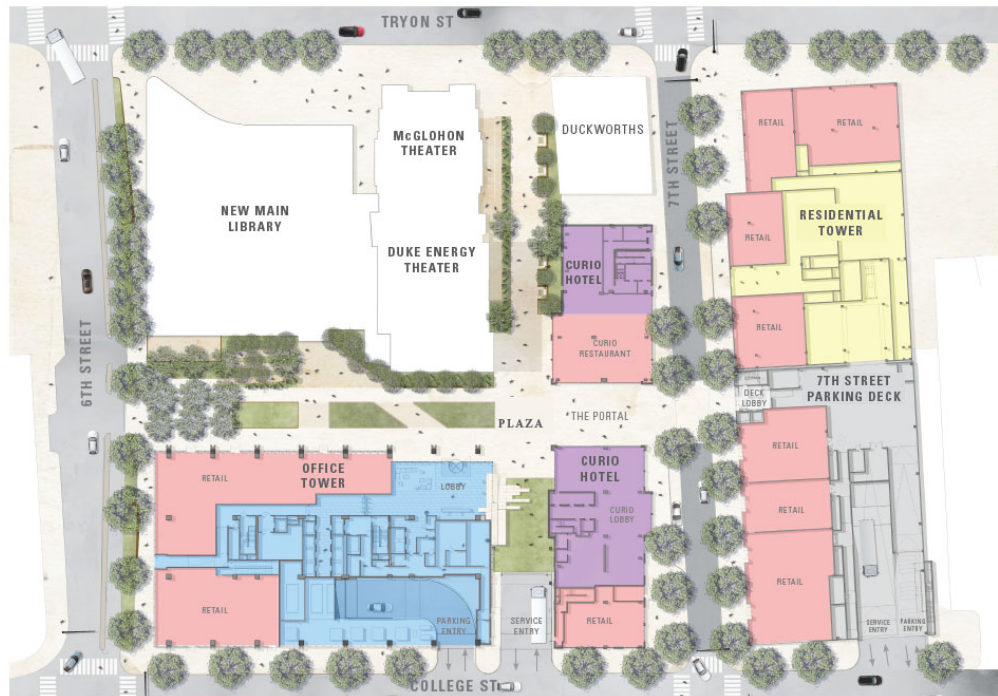 TRYON ST
McGLOHON
THEATER
DUCKWORTHS
RETAIL
RETAIL
7TH STREET
NEW MAIN
LIBRARY
DUKE ENERGY
THEATER
CURIO
HOTEL
RETAIL
RESIDENTIAL
TOWER
6TH STREET
CURIO
RESTAURANT
RETAIL
7TH STREET
PARKING DECK
DECK
LOBBY
PLAZA
THE PORTAL
OFFICE
TOWER
RETAIL
LOBBY
CURIO
HOTEL
CURIO
LOBBY
RETAIL
RETAIL
RETAIL
RETAIL
PARKING
ENTRY
SERVICE
ENTRY
RETAIL
SERVICE
ENTRY
PARKING
ENTRY
COLLEGE ST